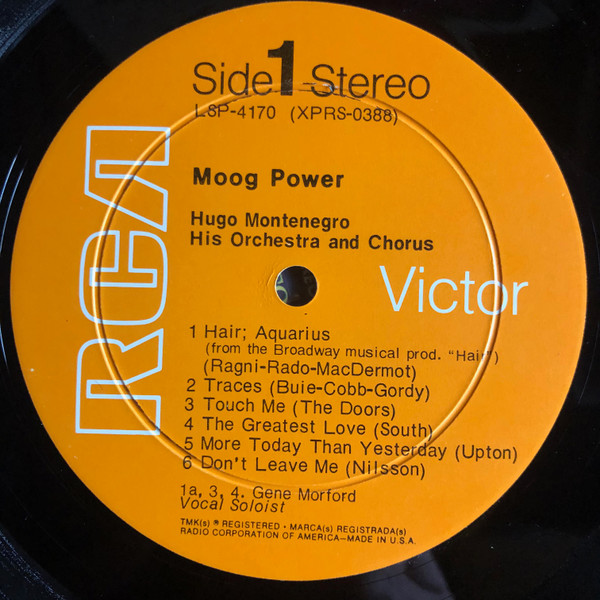 Side 1 Stereo
LSP-4170 (XPRS-0388)
RCA
Moog Power
Hugo Montenegro
His Orchestra and Chorus
Victor
1 Hair; Aquarius
(from the Broadway musical prod. "Hair")
(Ragni-Rado-MacDermot)
2 Traces (Buie-Cobb-Gordy)
3 Touch Me (The Doors)
4 The Greatest Love (South)
5 More Today Than Yesterday (Upton)
6 Don't Leave Me (Nilsson)
1a, 3, 4. Gene Morford
Vocal Soloist
TMK(s) ® REGISTERED • MARCA(s) REGISTRADA(s)
RADIO CORPORATION OF AMERICA—MADE IN U.S.A.